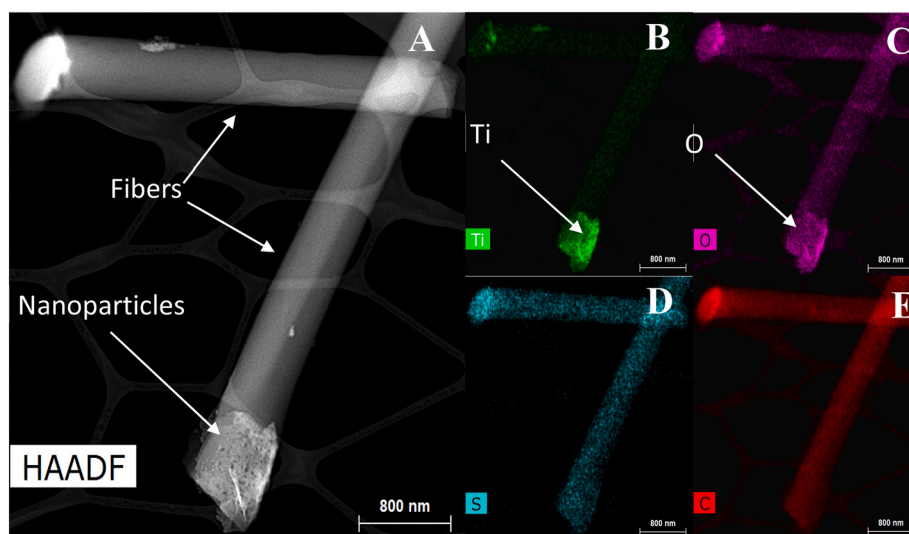 A
Fibers
Nanoparticles
HAADF
800 nm
B
Ti
Ti
800 nm
C
O
O
800 nm
D
S
800 nm
E
C
800 nm